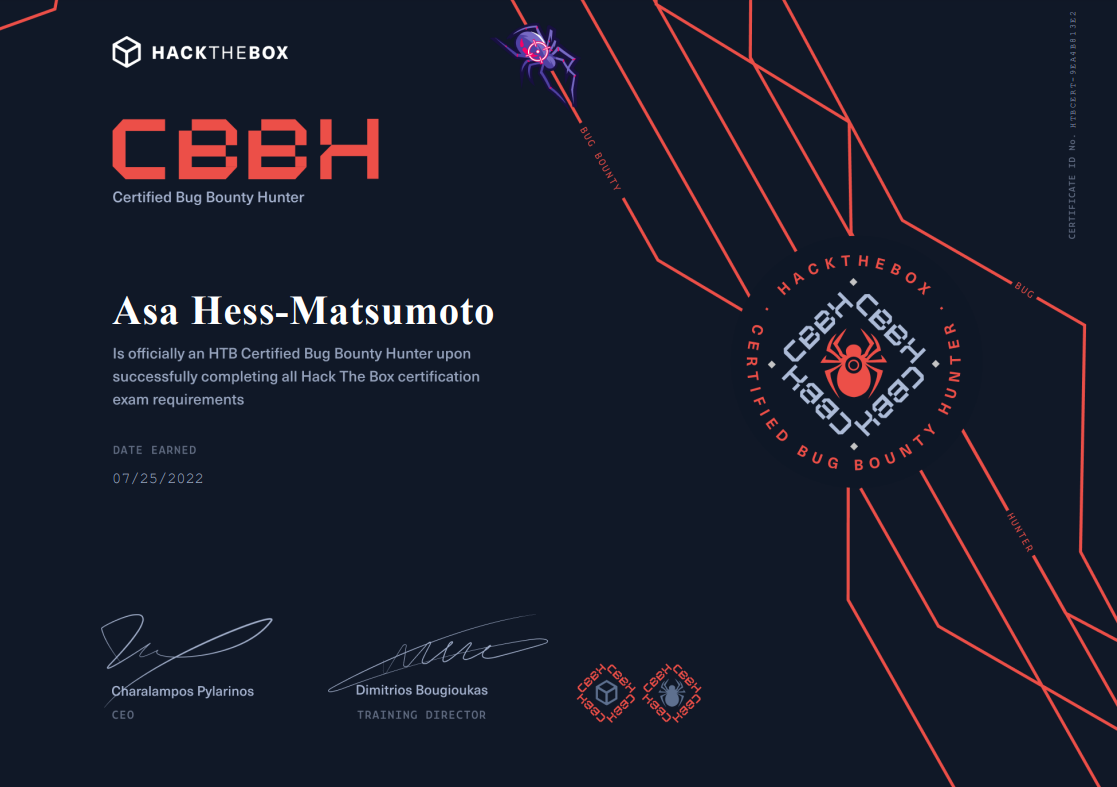 HACKTHEBOX
CBBH
Certified Bug Bounty Hunter
Asa Hess-Matsumoto
Is officially an HTB Certified Bug Bounty Hunter upon
successfully completing all Hack The Box certification
exam requirements
DATE EARNED
07/25/2022
Charalampos Pylarinos
CEO
Dimitrios Bougioukas
TRAINING DIRECTOR
CBBH CBBH CBBH CBBH
CBBH CBBH CBBH CBBH
BUG BOUNTY
· HACKTHEBOX ·
CERTIFIED BUG BOUNTY HUNTER
CBBH CBBH CBBH CBBH
BUG
HUNTER
CERTIFICATE ID No. HTBCERT-9EA4B813E2